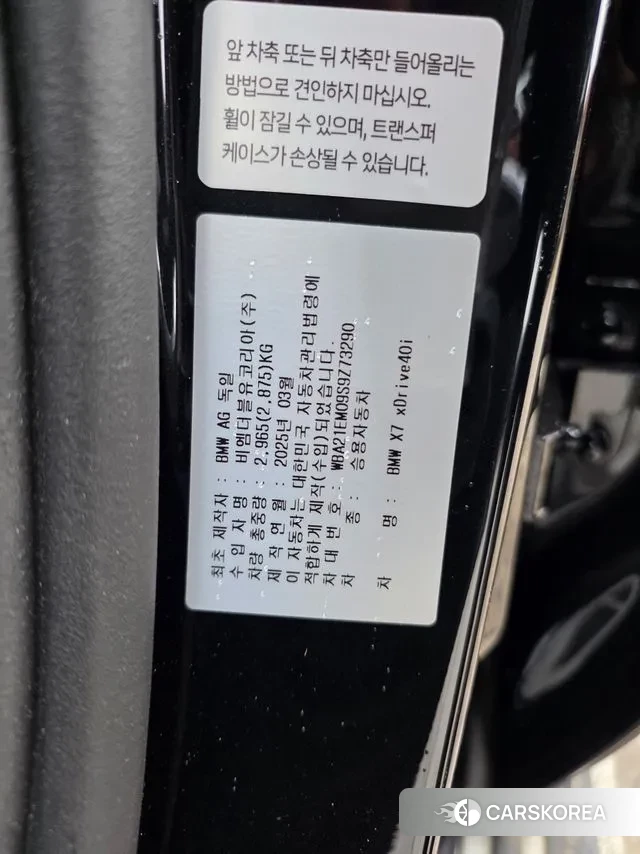 앞 차축 또는 뒤 차축만 들어올리는
방법으로 견인하지 마십시오.
휠이 잠길 수 있으며, 트랜스퍼
케이스가 손상될 수 있습니다.
최초 제작자 : BMW AG 독일
수 입 자 명 : 비엠더블유코리아(주)
차량 총중량 : 2,965(2,875)KG
제 작 연 월 : 2025년 03월
이 자동차는 대한민국 자동차관리법령에
적합하게 제작(수입)되었습니다.
차 대 번 호 : WBA21EM09S9Z73290
차 종 : 승용자동차
차 명 : BMW X7 xDrive40i
CARSKOREA